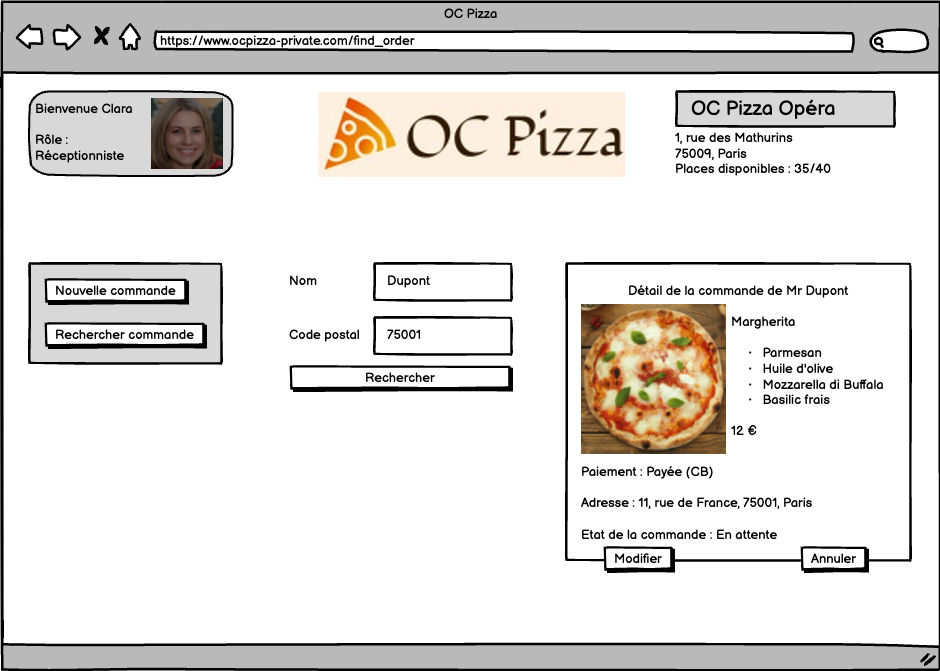 OC Pizza
https://www.ocpizza-private.com/find_order
Bienvenue Clara
Rôle :
Réceptionniste
OC Pizza
OC Pizza Opéra
1, rue des Mathurins
75009, Paris
Places disponibles : 35/40
Nouvelle commande
Rechercher commande
Nom
Dupont
Code postal
75001
Rechercher
Détail de la commande de Mr Dupont
Margherita
· Parmesan
· Huile d'olive
· Mozzarella di Buffala
· Basilic frais
12 €
Paiement : Payée (CB)
Adresse : 11, rue de France, 75001, Paris
Etat de la commande : En attente
Modifier
Annuler